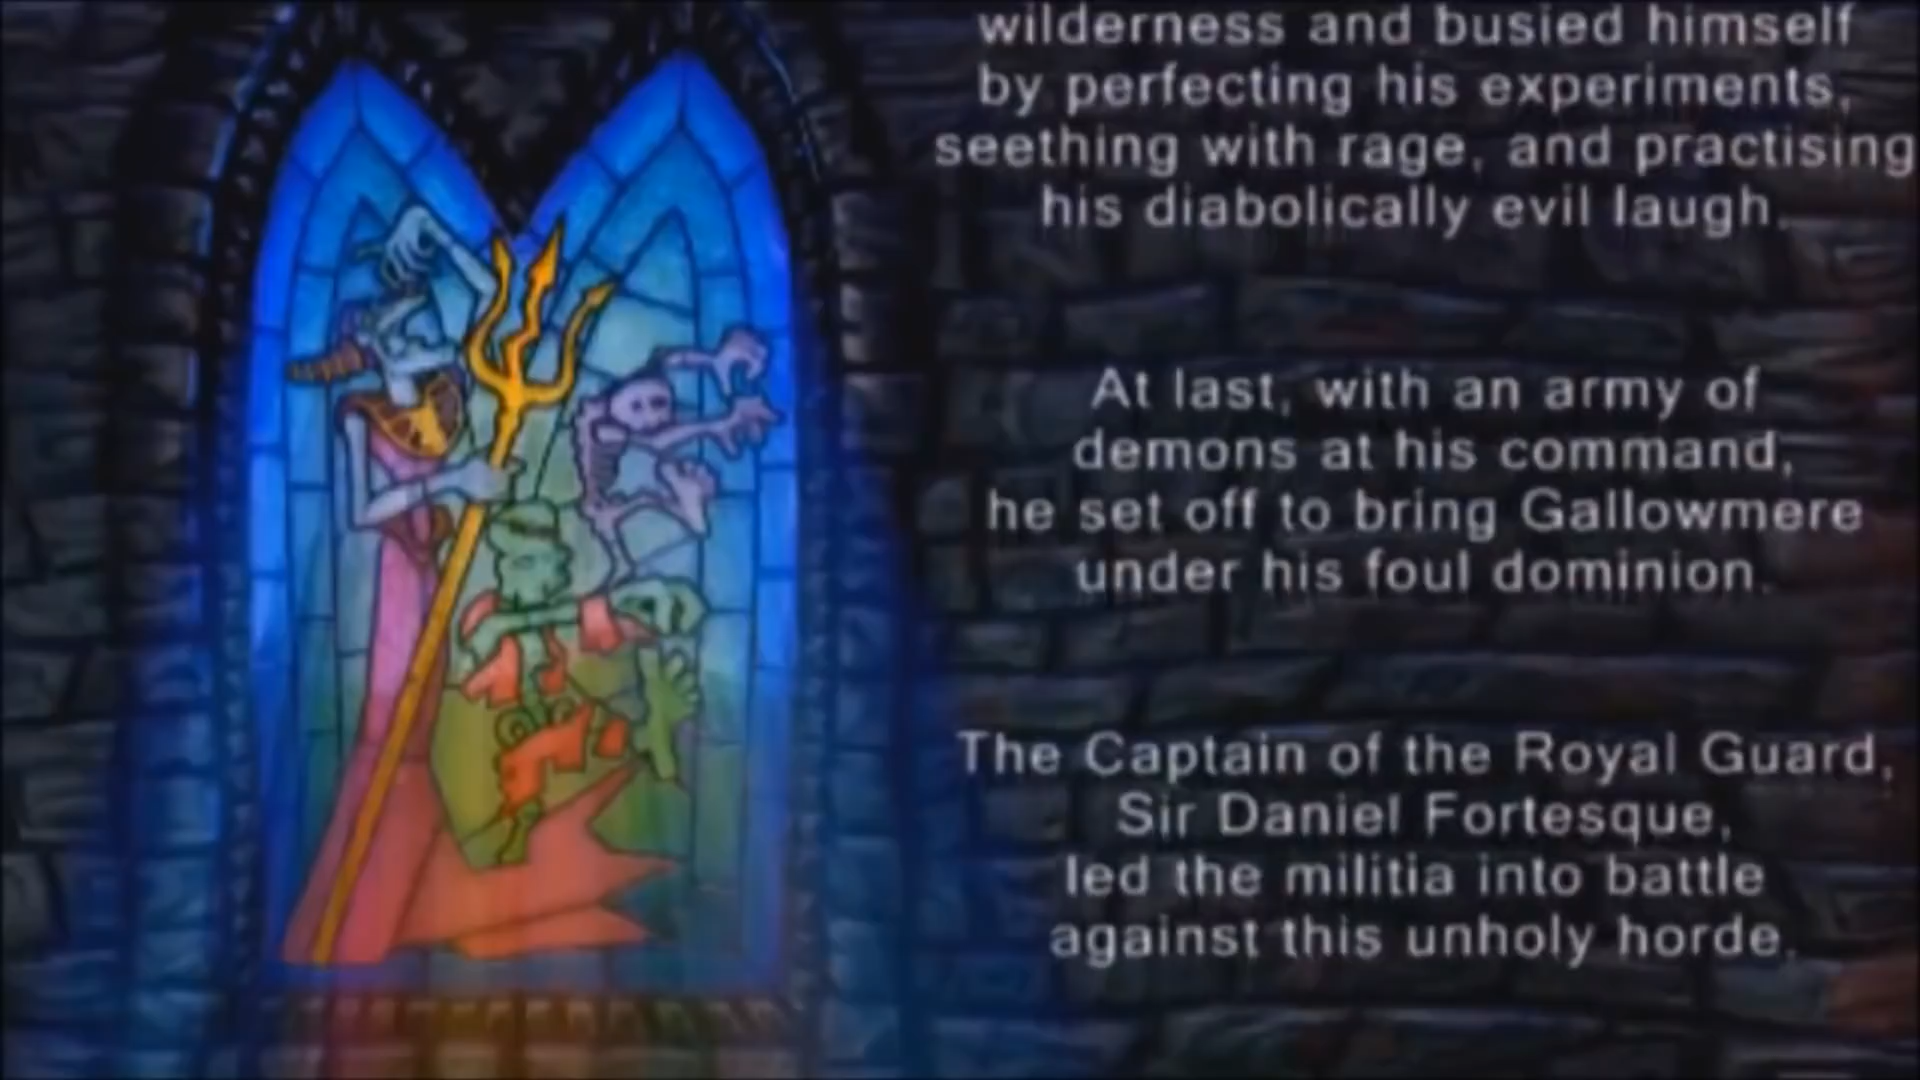 wilderness and busied himself
by perfecting his experiments,
seething with rage, and practising
his diabolically evil laugh.
At last, with an army of
demons at his command,
he set off to bring Gallowmere
under his foul dominion.
The Captain of the Royal Guard,
Sir Daniel Fortesque,
led the militia into battle
against this unholy horde.